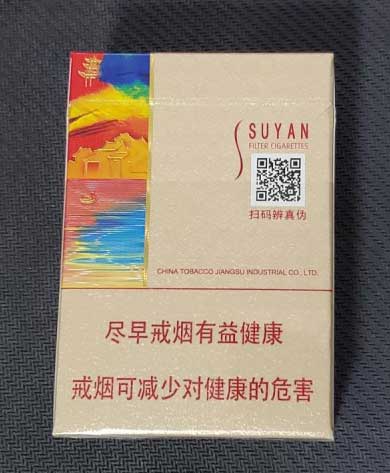 SUYAN
FILTER CIGARETTES
扫码辨真伪
CHINA TOBACCO JIANGSU INDUSTRIAL CO., LTD.
尽早戒烟有益健康
戒烟可减少对健康的危害